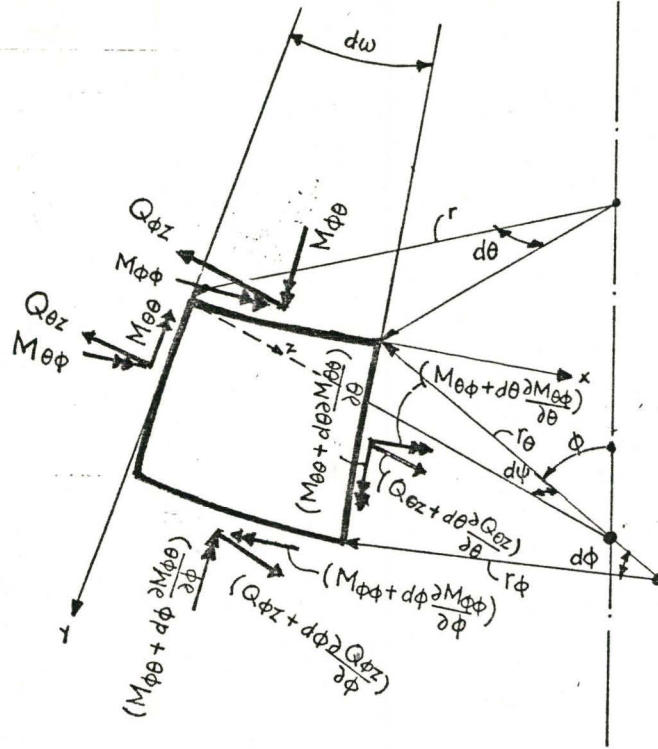 dω
r
dθ
Qϕz
Mϕθ
Mϕϕ
Qθz
Mθθ
Mθϕ
z
x
(Mθϕ + dθ ∂Mθϕ/∂θ)
(Mθθ + dθ ∂Mθθ/∂θ)
rθ
ϕ
dψ
(Qθz + dθ ∂Qθz/∂θ)
dϕ
rϕ
(Mϕϕ + dϕ ∂Mϕϕ/∂ϕ)
(Qϕz + dϕ ∂Qϕz/∂ϕ)
(Mϕθ + dϕ ∂Mϕθ/∂ϕ)
Y